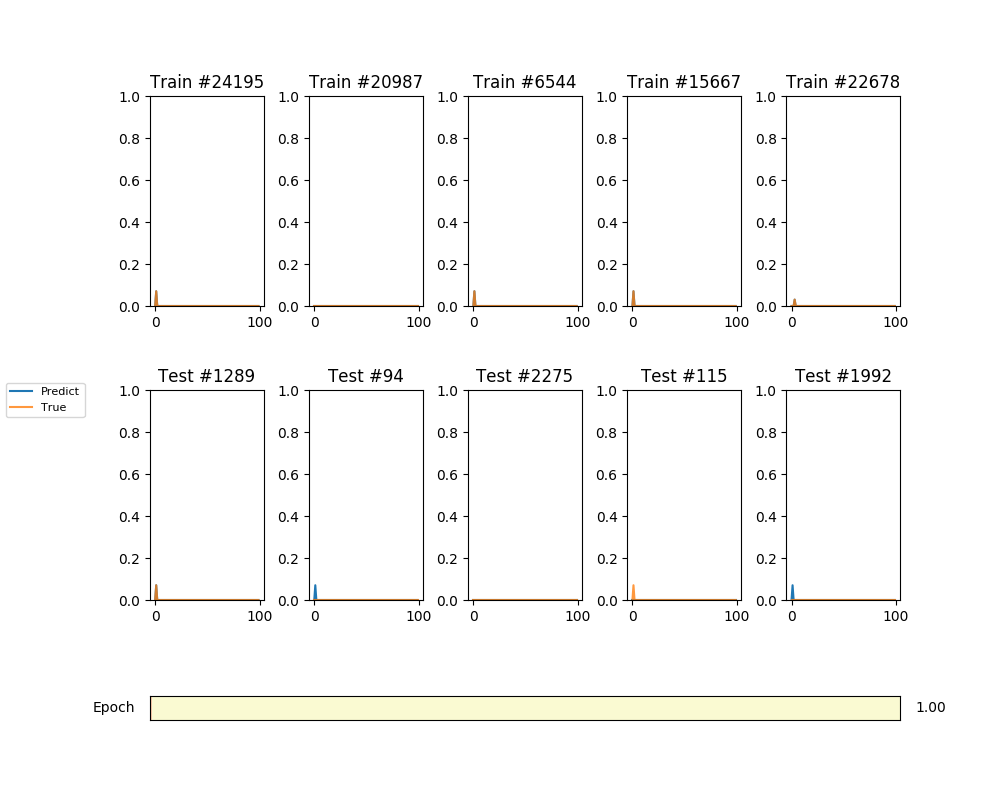 Train #24195 Train #20987 Train #6544 Train #15667 Train #22678
1.0 1.0 1.0 1.0 1.0
0.8 0.8 0.8 0.8 0.8
0.6 0.6 0.6 0.6 0.6
0.4 0.4 0.4 0.4 0.4
0.2 0.2 0.2 0.2 0.2
0.0 0.0 0.0 0.0 0.0
0 100 0 100 0 100 0 100 0 100
Test #1289 Test #94 Test #2275 Test #115 Test #1992
Predict
True
1.0 1.0 1.0 1.0 1.0
0.8 0.8 0.8 0.8 0.8
0.6 0.6 0.6 0.6 0.6
0.4 0.4 0.4 0.4 0.4
0.2 0.2 0.2 0.2 0.2
0.0 0.0 0.0 0.0 0.0
0 100 0 100 0 100 0 100 0 100
Epoch 1.00